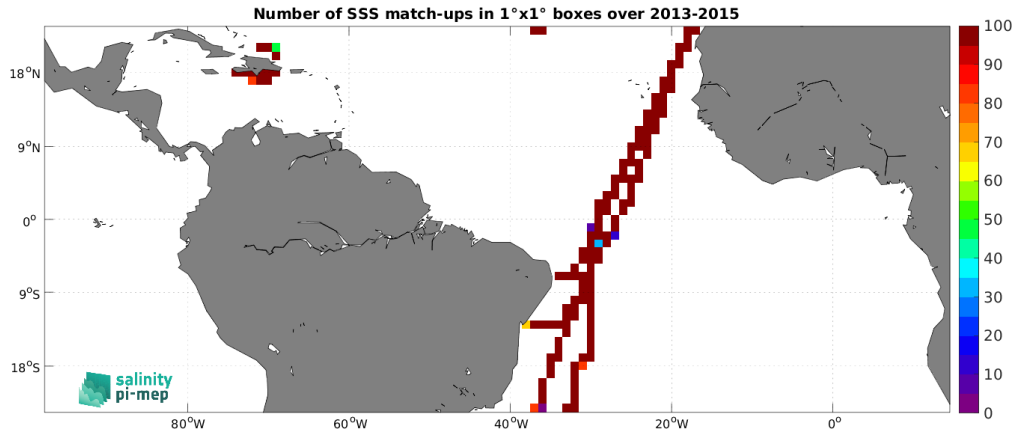 Number of SSS match-ups in 1°x1° boxes over 2013-2015
18°N
9°N
0°
9°S
18°S
80°W
60°W
40°W
20°W
0°
100
90
80
70
60
50
40
30
20
10
0
salinity
pi-mep